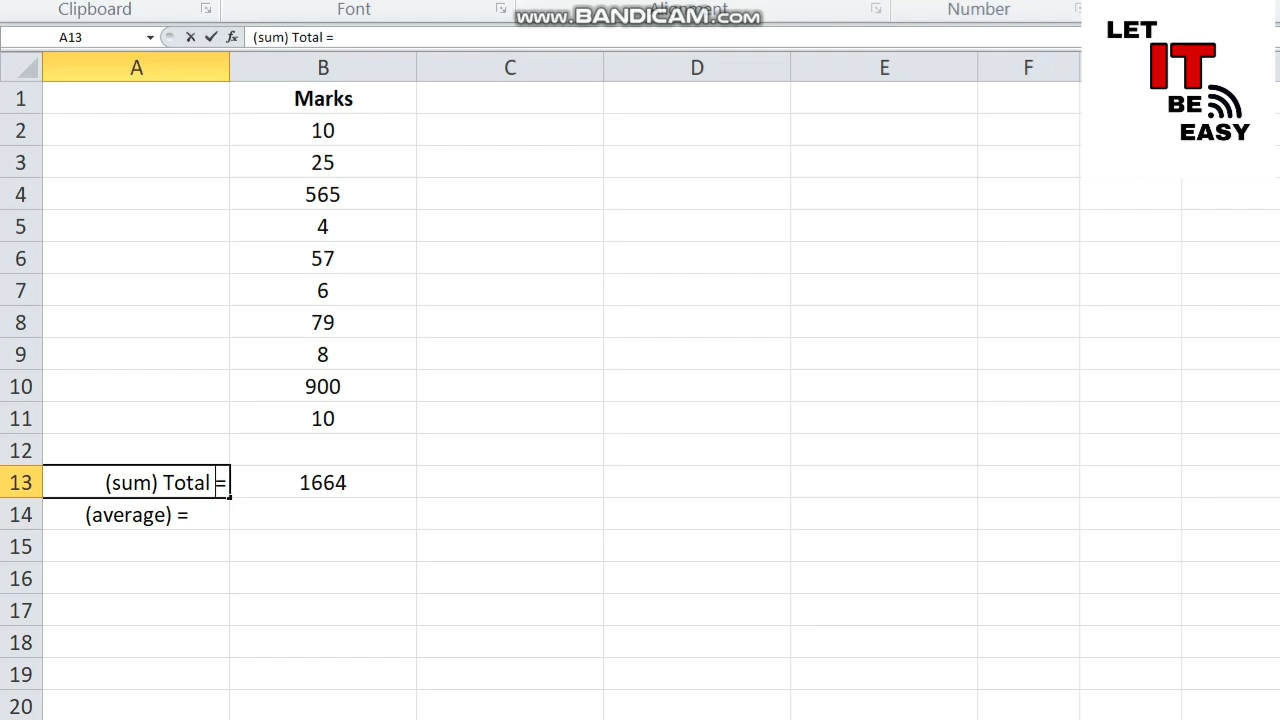 Clipboard Font Alignment Number
www.BANDICAM.com
LET
IT
BE
EASY
A13 fx (sum) Total =
A B C D E F
1 Marks
2 10
3 25
4 565
5 4
6 57
7 6
8 79
9 8
10 900
11 10
12
13 (sum) Total = 1664
14 (average) =
15
16
17
18
19
20